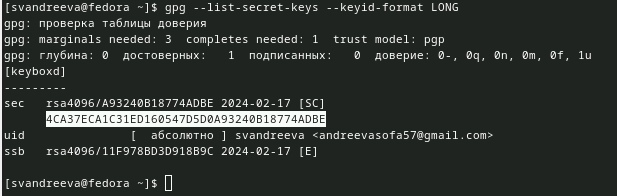 [svandreeva@fedora ~]$ gpg --list-secret-keys --keyid-format LONG
gpg: проверка таблицы доверия
gpg: marginals needed: 3  completes needed: 1  trust model: pgp
gpg: глубина: 0  достоверных:   1  подписанных:   0  доверие: 0-, 0q, 0n, 0m, 0f, 1u
[keyboxd]
---------
sec   rsa4096/A93240B18774ADBE 2024-02-17 [SC]
      4CA37ECA1C31ED160547D5D0A93240B18774ADBE
uid              [  абсолютно ] svandreeva <andreevasofa57@gmail.com>
ssb   rsa4096/11F978BD3D918B9C 2024-02-17 [E]
[svandreeva@fedora ~]$